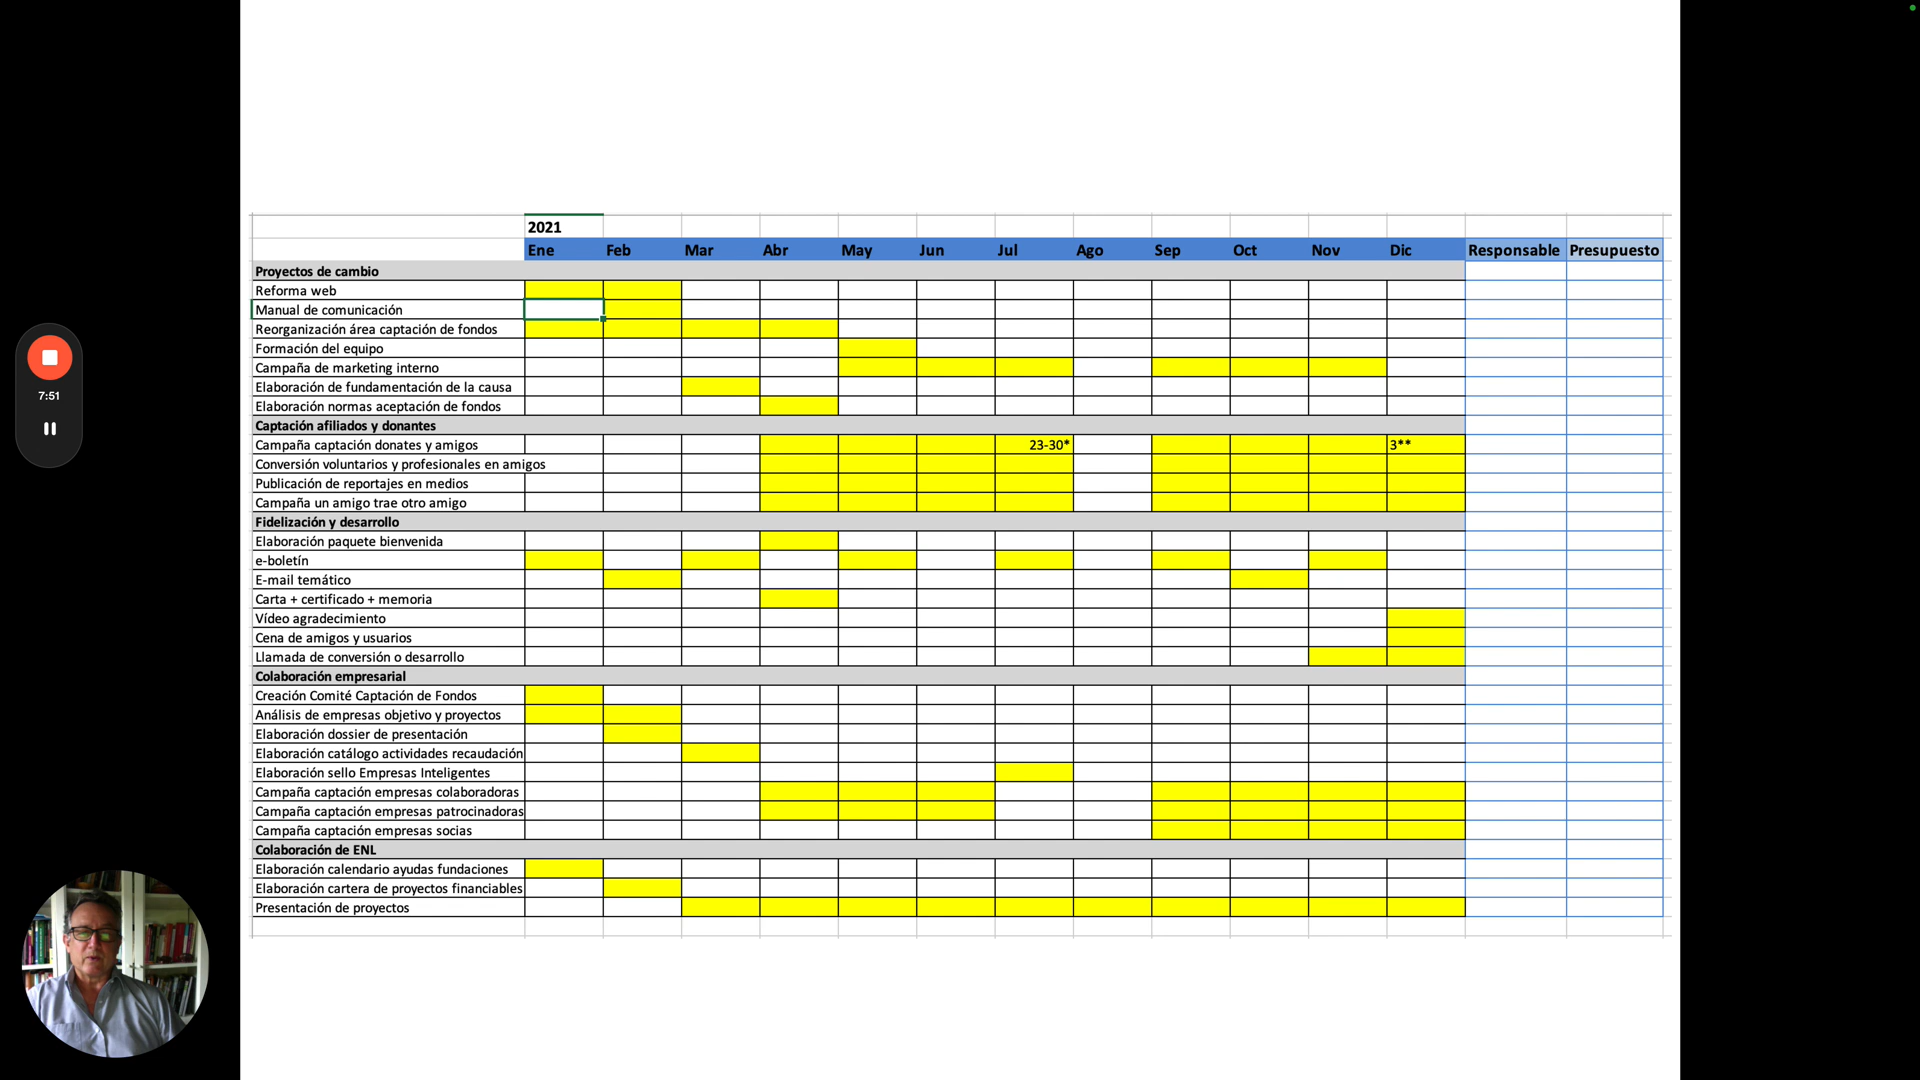 2021
Ene Feb Mar Abr May Jun Jul Ago Sep Oct Nov Dic Responsable Presupuesto
Proyectos de cambio
Reforma web
Manual de comunicación
Reorganización área captación de fondos
Formación del equipo
Campaña de marketing interno
Elaboración de fundamentación de la causa
Elaboración normas aceptación de fondos
Captación afiliados y donantes
Campaña captación donates y amigos 23-30* 3**
Conversión voluntarios y profesionales en amigos
Publicación de reportajes en medios
Campaña un amigo trae otro amigo
Fidelización y desarrollo
Elaboración paquete bienvenida
e-boletín
E-mail temático
Carta + certificado + memoria
Vídeo agradecimiento
Cena de amigos y usuarios
Llamada de conversión o desarrollo
Colaboración empresarial
Creación Comité Captación de Fondos
Análisis de empresas objetivo y proyectos
Elaboración dossier de presentación
Elaboración catálogo actividades recaudación
Elaboración sello Empresas Inteligentes
Campaña captación empresas colaboradoras
Campaña captación empresas patrocinadoras
Campaña captación empresas socias
Colaboración de ENL
Elaboración calendario ayudas fundaciones
Elaboración cartera de proyectos financiables
Presentación de proyectos
7:51